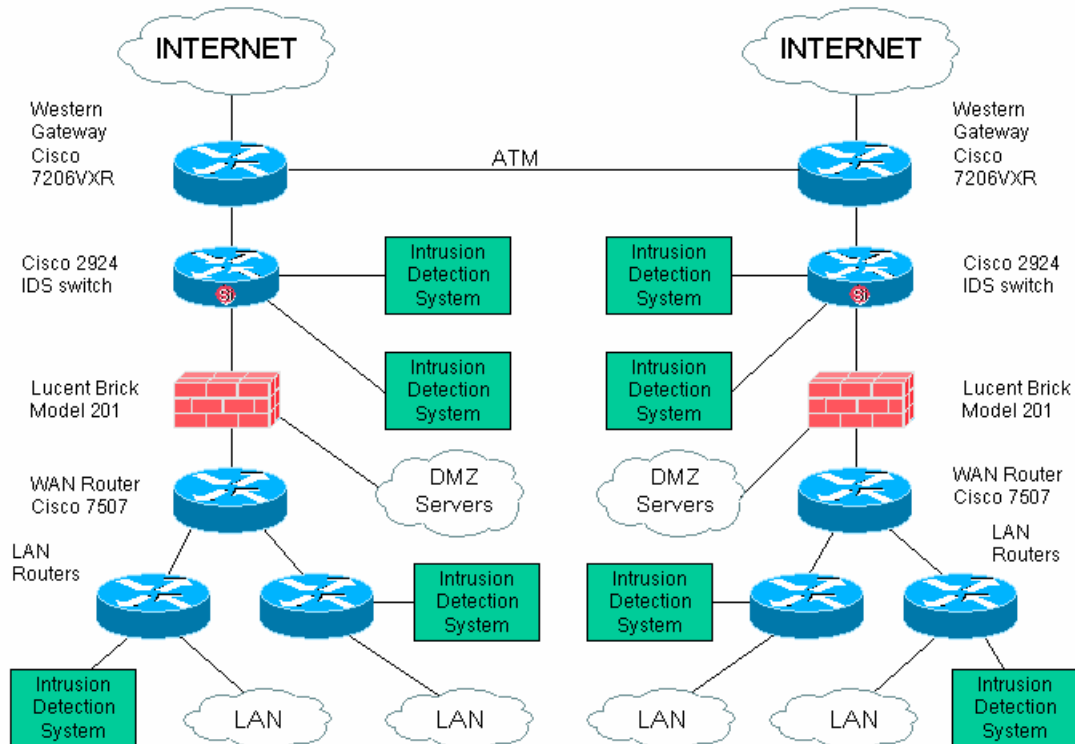 INTERNET
INTERNET
Western
Gateway
Cisco
7206VXR
ATM
Western
Gateway
Cisco
7206VXR
Cisco 2924
IDS switch
Si
Intrusion
Detection
System
Intrusion
Detection
System
Si
Cisco 2924
IDS switch
Intrusion
Detection
System
Intrusion
Detection
System
Lucent Brick
Model 201
Lucent Brick
Model 201
WAN Router
Cisco 7507
DMZ
Servers
DMZ
Servers
WAN Router
Cisco 7507
LAN
Routers
LAN
Routers
Intrusion
Detection
System
Intrusion
Detection
System
Intrusion
Detection
System
LAN
LAN
LAN
LAN
Intrusion
Detection
System